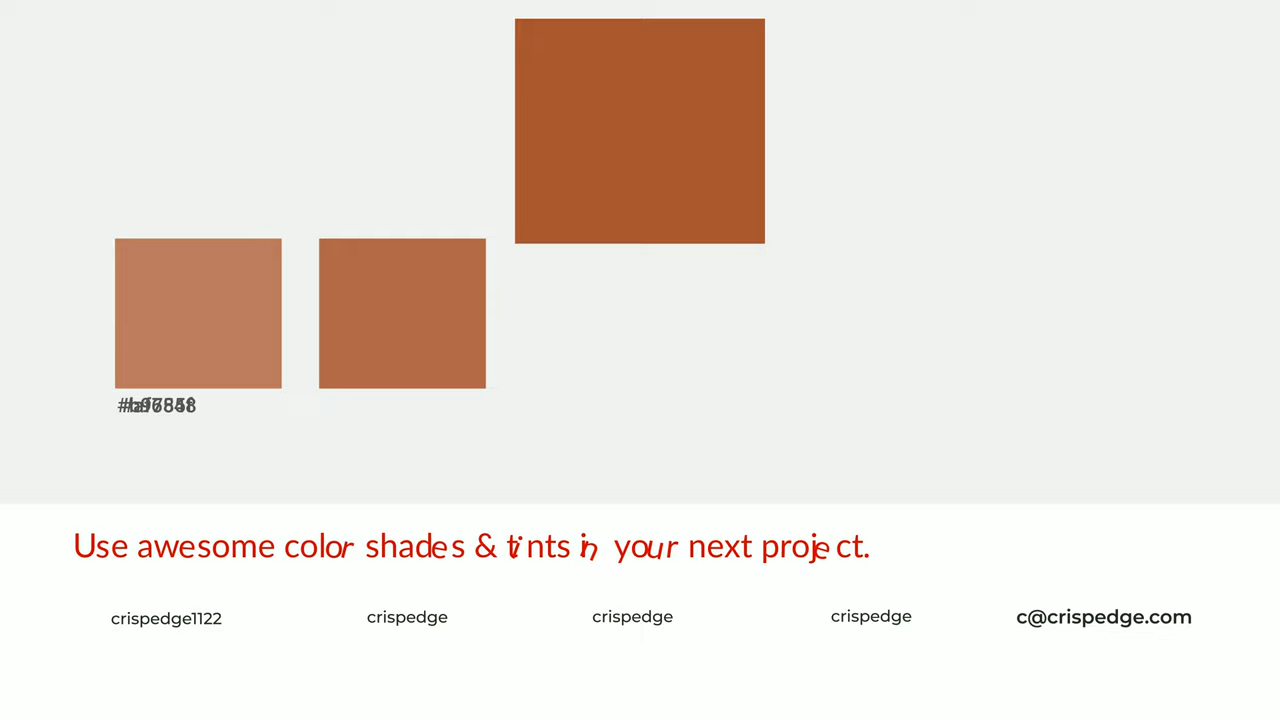 Use awesome color shades & tints in your next project.
crispedge1122 crispedge crispedge crispedge c@crispedge.com